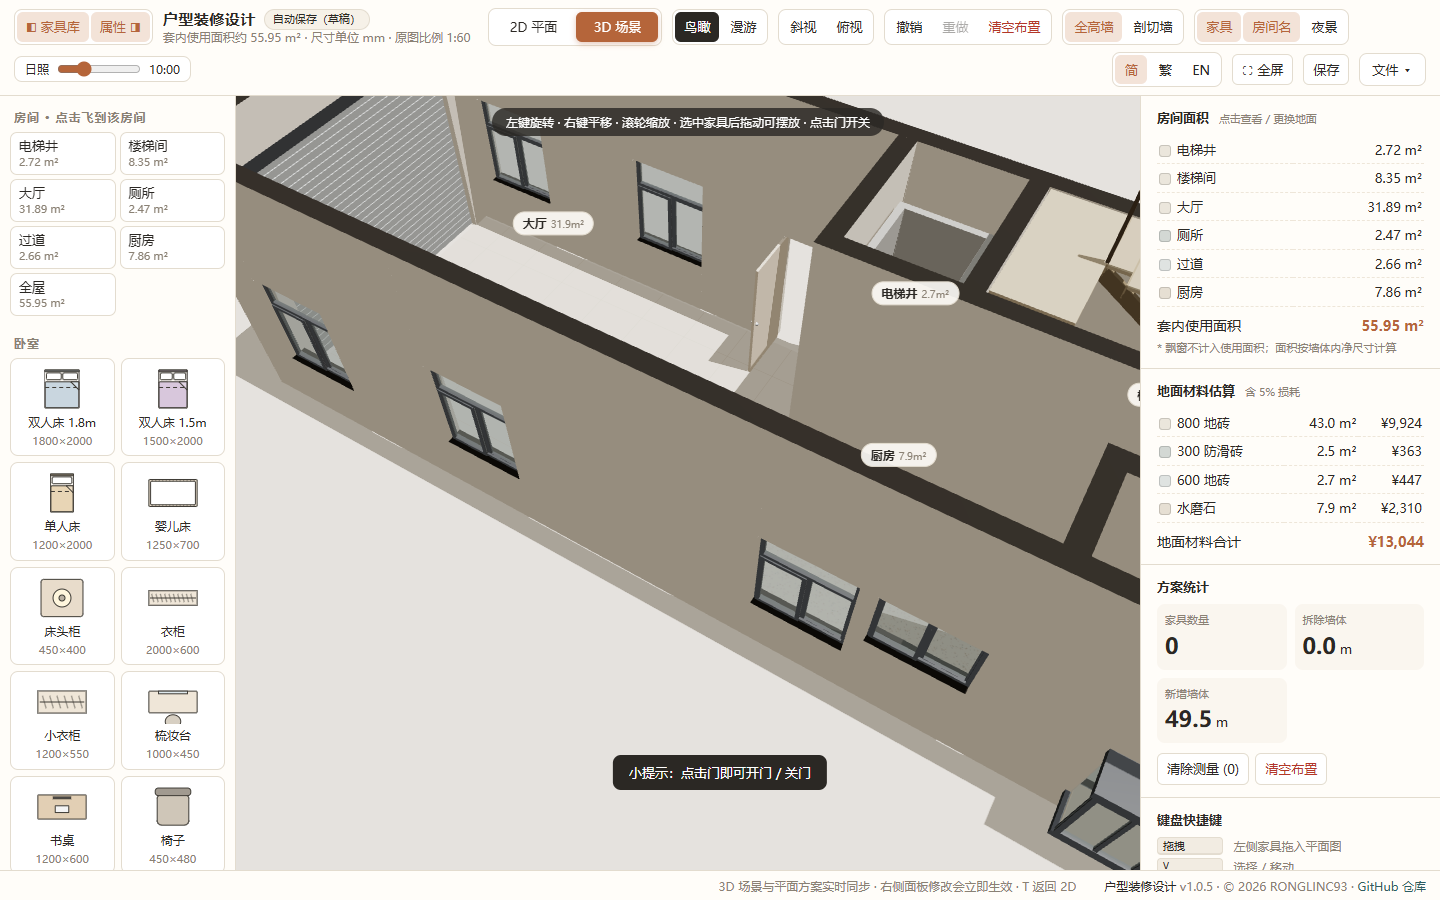 家具库 属性
户型装修设计 自动保存（草稿）
套内使用面积约 55.95 m² · 尺寸单位 mm · 原图比例 1:60
2D 平面 3D 场景 鸟瞰 漫游 斜视 俯视 撤销 重做 清空布置 全高墙 剖切墙 家具 房间名 夜景
日照 10:00
简 繁 EN 全屏 保存 文件
房间 · 点击飞到该房间
电梯井
2.72 m²
楼梯间
8.35 m²
大厅
31.89 m²
厕所
2.47 m²
过道
2.66 m²
厨房
7.86 m²
全屋
55.95 m²
卧室
双人床 1.8m
1800×2000
双人床 1.5m
1500×2000
单人床
1200×2000
婴儿床
1250×700
床头柜
450×400
衣柜
2000×600
小衣柜
1200×550
梳妆台
1000×450
书桌
1200×600
椅子
450×480
左键旋转 · 右键平移 · 滚轮缩放 · 选中家具后拖动可摆放 · 点击门开关
大厅 31.9m²
电梯井 2.7m²
厨房 7.9m²
小提示：点击门即可开门 / 关门
房间面积 点击查看 / 更换地面
电梯井 2.72 m²
楼梯间 8.35 m²
大厅 31.89 m²
厕所 2.47 m²
过道 2.66 m²
厨房 7.86 m²
套内使用面积 55.95 m²
* 飘窗不计入使用面积；面积按墙体内净尺寸计算
地面材料估算 含 5% 损耗
800 地砖 43.0 m² ¥9,924
300 防滑砖 2.5 m² ¥363
600 地砖 2.7 m² ¥447
水磨石 7.9 m² ¥2,310
地面材料合计 ¥13,044
方案统计
家具数量
0
拆除墙体
0.0 m
新增墙体
49.5 m
清除测量 (0) 清空布置
键盘快捷键
拖拽 左侧家具拖入平面图
V 选择 / 移动
3D 场景与平面方案实时同步 · 右侧面板修改会立即生效 · T 返回 2D 户型装修设计 v1.0.5 · © 2026 RONGLINC93 · GitHub 仓库